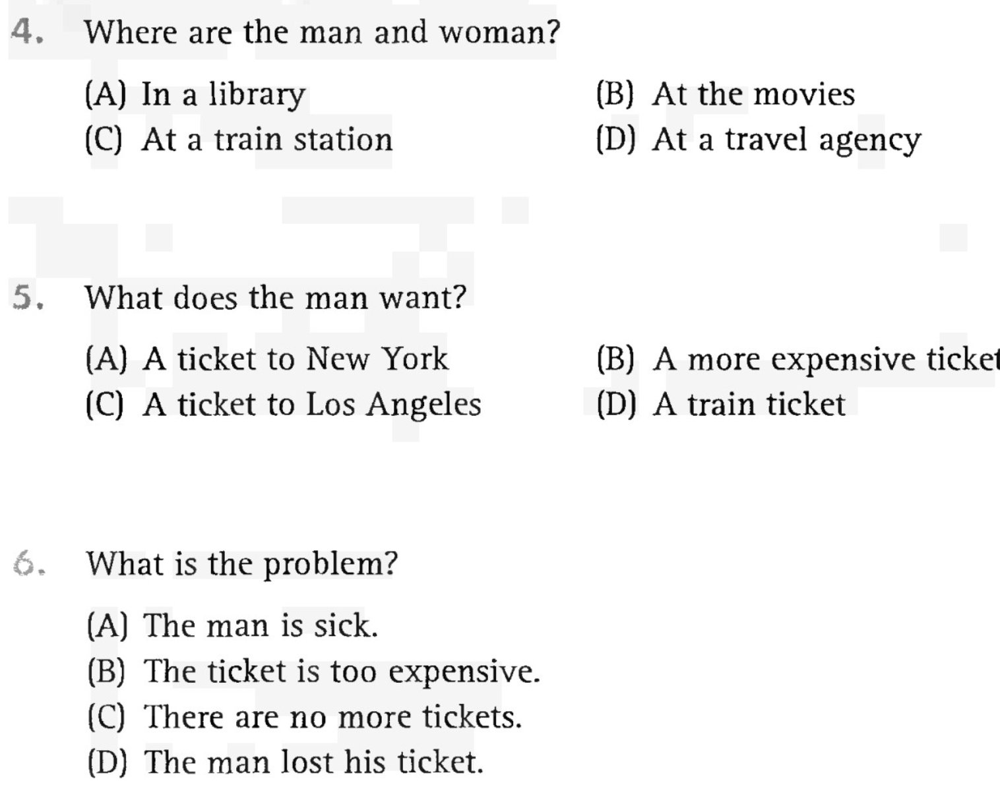 4. Where are the man and woman?
(A) In a library (B) At the movies
(C) At a train station (D) At a travel agency
5. What does the man want?
(A) A ticket to New York (B) A more expensive ticket
(C) A ticket to Los Angeles (D) A train ticket
6. What is the problem?
(A) The man is sick.
(B) The ticket is too expensive.
(C) There are no more tickets.
(D) The man lost his ticket.